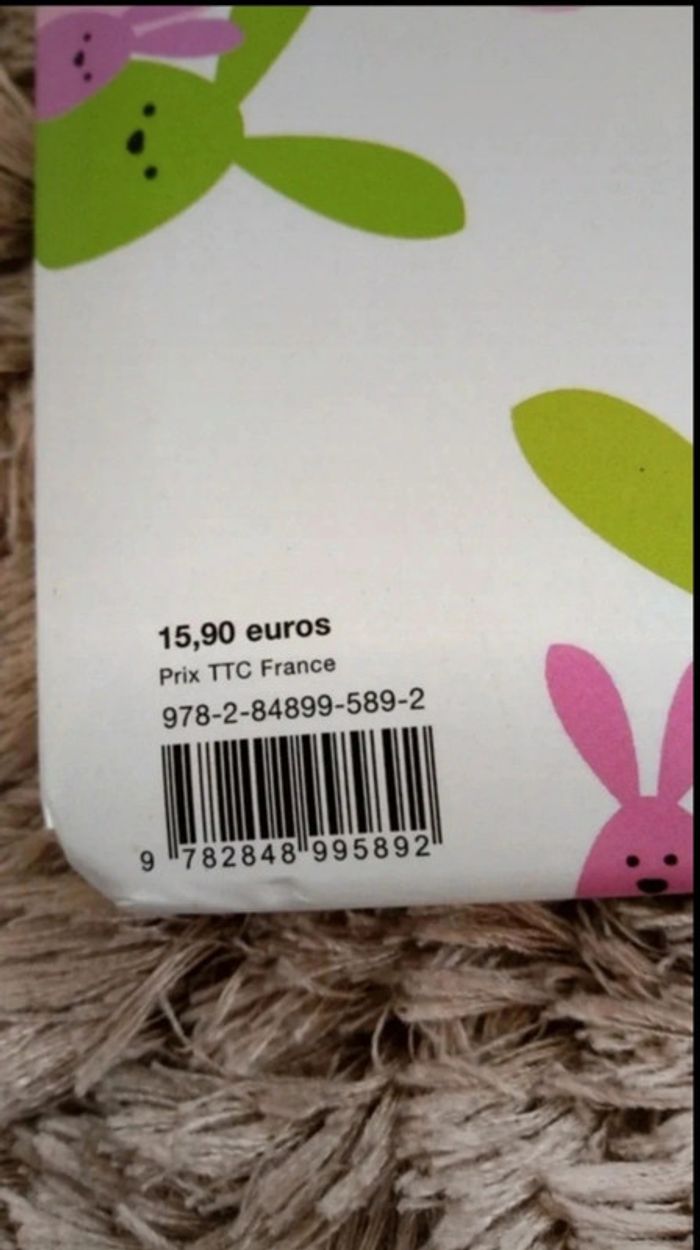 15,90 euros
Prix TTC France
978-2-84899-589-2
9 782848 995892